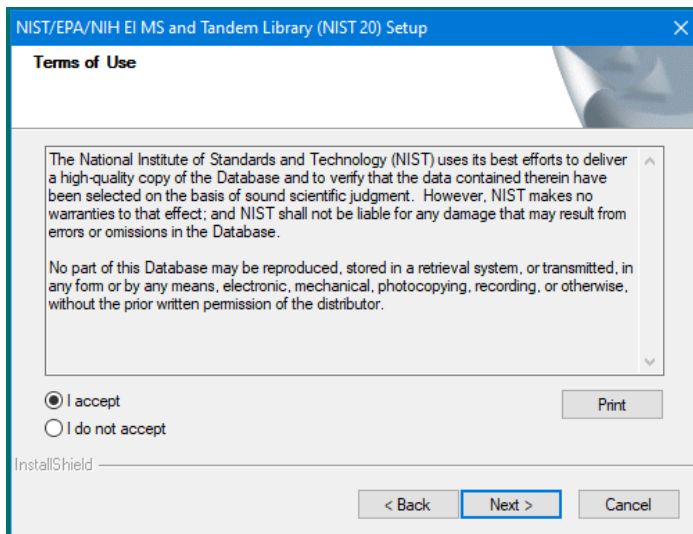 NIST/EPA/NIH EI MS and Tandem Library (NIST 20) Setup
Terms of Use
The National Institute of Standards and Technology (NIST) uses its best efforts to deliver
a high-quality copy of the Database and to verify that the data contained therein have
been selected on the basis of sound scientific judgment.  However, NIST makes no
warranties to that effect; and NIST shall not be liable for any damage that may result from
errors or omissions in the Database.
No part of this Database may be reproduced, stored in a retrieval system, or transmitted, in
any form or by any means, electronic, mechanical, photocopying, recording, or otherwise,
without the prior written permission of the distributor.
I accept
Print
I do not accept
InstallShield
< Back
Next >
Cancel